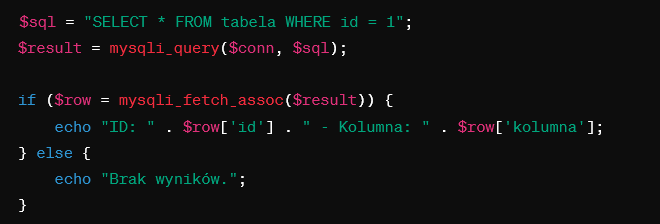 $sql = "SELECT * FROM tabela WHERE id = 1";
$result = mysqli_query($conn, $sql);

if ($row = mysqli_fetch_assoc($result)) {
    echo "ID: " . $row['id'] . " - Kolumna: " . $row['kolumna'];
} else {
    echo "Brak wyników.";
}